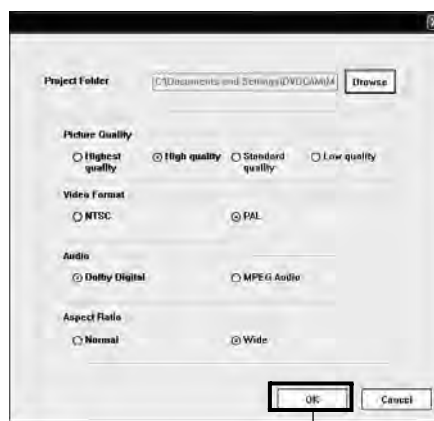 Project Folder C:\Documents and Settings\DVDCAM\M Browse
Picture Quality
Highest quality High quality Standard quality Low quality
Video Format
NTSC PAL
Audio
Dolby Digital MPEG Audio
Aspect Ratio
Normal Wide
OK Cancel